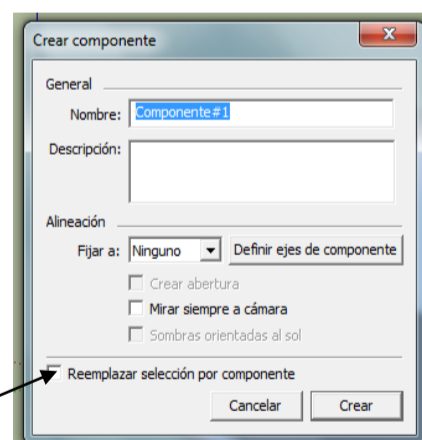 Crear componente
General
Nombre: Componente#1
Descripción:
Alineación
Fijar a: Ninguno Definir ejes de componente
Crear abertura
Mirar siempre a cámara
Sombras orientadas al sol
Reemplazar selección por componente
Cancelar Crear